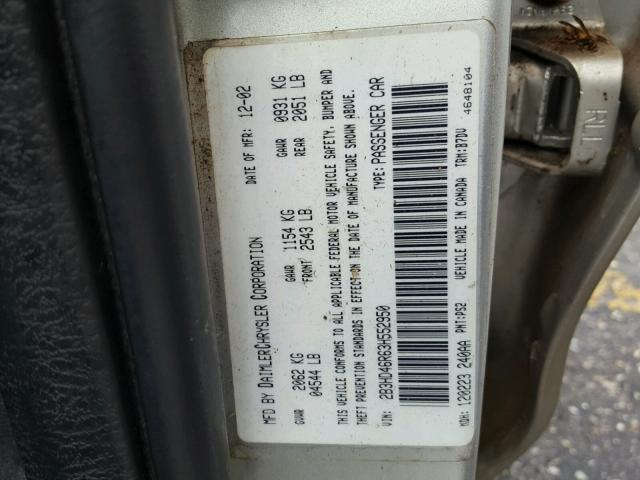 MFD BY DAIMLERCHRYSLER CORPORATION DATE OF MFR: 12-02
GVWR 2062 KG 04544 LB GAWR FRONT 1154 KG 2543 LB GAWR REAR 0931 KG 2051 LB
THIS VEHICLE CONFORMS TO ALL APPLICABLE FEDERAL MOTOR VEHICLE SAFETY, BUMPER AND
THEFT PREVENTION STANDARDS IN EFFECT ON THE DATE OF MANUFACTURE SHOWN ABOVE.
VIN: 2B3HD46R63H552950 TYPE: PASSENGER CAR
MDH: 120223 240AA PNT: PS2 VEHICLE MADE IN CANADA TRM: B7DV
4648104